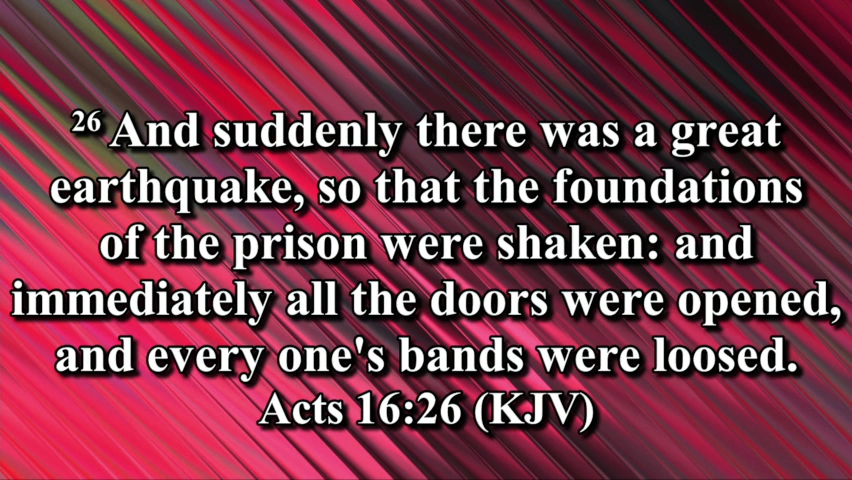 26 And suddenly there was a great
earthquake, so that the foundations
of the prison were shaken: and
immediately all the doors were opened,
and every one's bands were loosed.
Acts 16:26 (KJV)